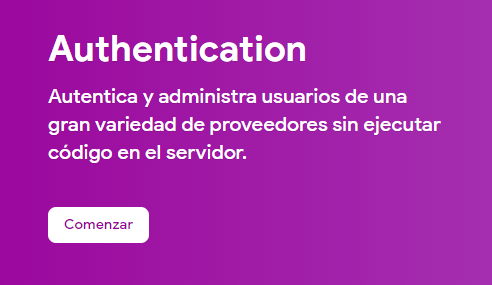 Authentication
Autentica y administra usuarios de una
gran variedad de proveedores sin ejecutar
código en el servidor.
Comenzar